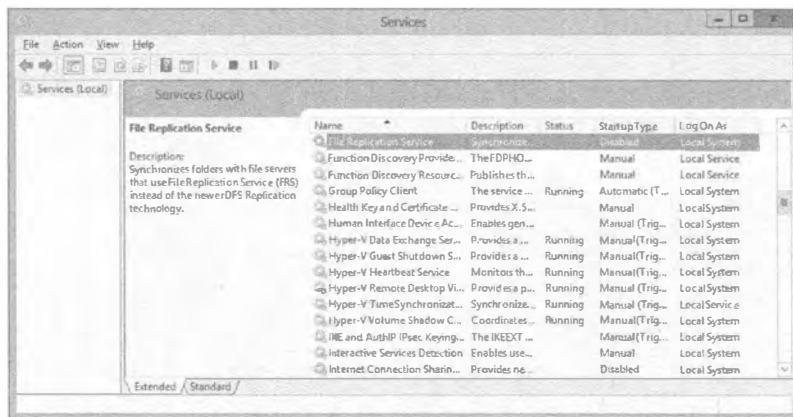 Services
File Action View Help
Services (Local)
Services (Local)
File Replication Service
Description:
Synchronizes folders with file servers
that use File Replication Service (FRS)
instead of the newer DFS Replication
technology.
Name Description Status Startup Type Log On As
File Replication Service Synchronize... Disabled Local System
Function Discovery Provide... The FDPHO... Manual Local Service
Function Discovery Resourc... Publishes th... Manual Local Service
Group Policy Client The service ... Running Automatic (T... Local System
Health Key and Certificate ... Provides X.5... Manual Local System
Human Interface Device Ac... Enables gen... Manual (Trig... Local System
Hyper-V Data Exchange Ser... Provides a ... Running Manual (Trig... Local System
Hyper-V Guest Shutdown S... Provides a ... Running Manual (Trig... Local System
Hyper-V Heartbeat Service Monitors th... Running Manual (Trig... Local System
Hyper-V Remote Desktop Vi... Provides a p... Running Manual (Trig... Local System
Hyper-V Time Synchronizat... Synchronize... Running Manual (Trig... Local Service
Hyper-V Volume Shadow C... Coordinates... Running Manual (Trig... Local System
IKE and AuthIP IPsec Keying... The IKEEXT ... Manual (Trig... Local System
Interactive Services Detection Enables use... Manual Local System
Internet Connection Sharin... Provides ne... Disabled Local System
Extended Standard